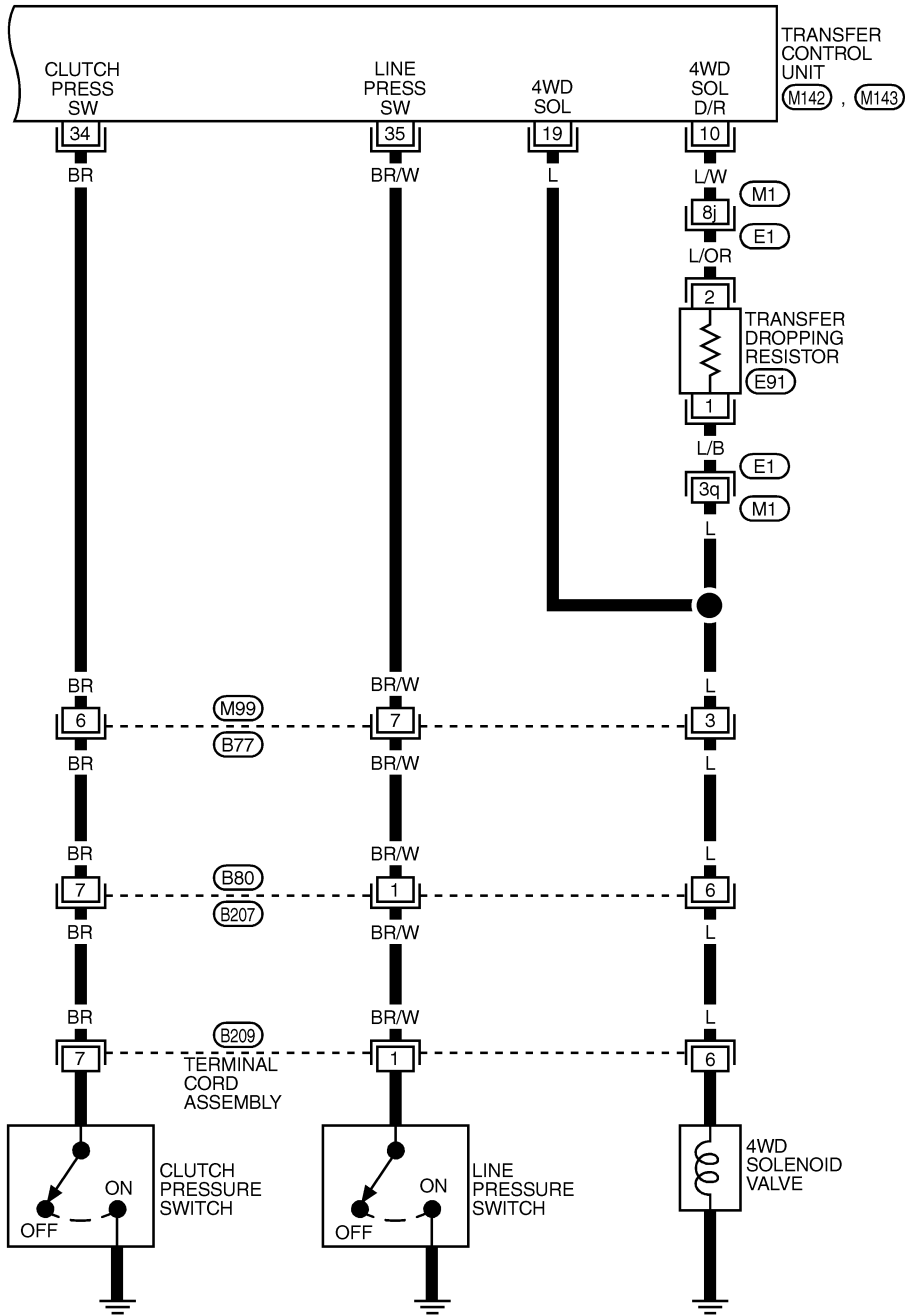 TRANSFER
CONTROL
UNIT
M142 , M143
CLUTCH
PRESS
SW
LINE
PRESS
SW
4WD
SOL
4WD
SOL
D/R
34
35
19
10
BR
BR/W
L
L/W
M1
8j
E1
L/OR
2
TRANSFER
DROPPING
RESISTOR
E91
1
L/B
E1
3q
M1
L
BR
BR/W
L
6
M99
7
3
B77
BR
BR/W
L
BR
BR/W
L
7
B80
1
6
B207
BR
BR/W
L
BR
BR/W
L
7
B209
1
6
TERMINAL
CORD
ASSEMBLY
CLUTCH
PRESSURE
SWITCH
ON
OFF
LINE
PRESSURE
SWITCH
ON
OFF
4WD
SOLENOID
VALVE